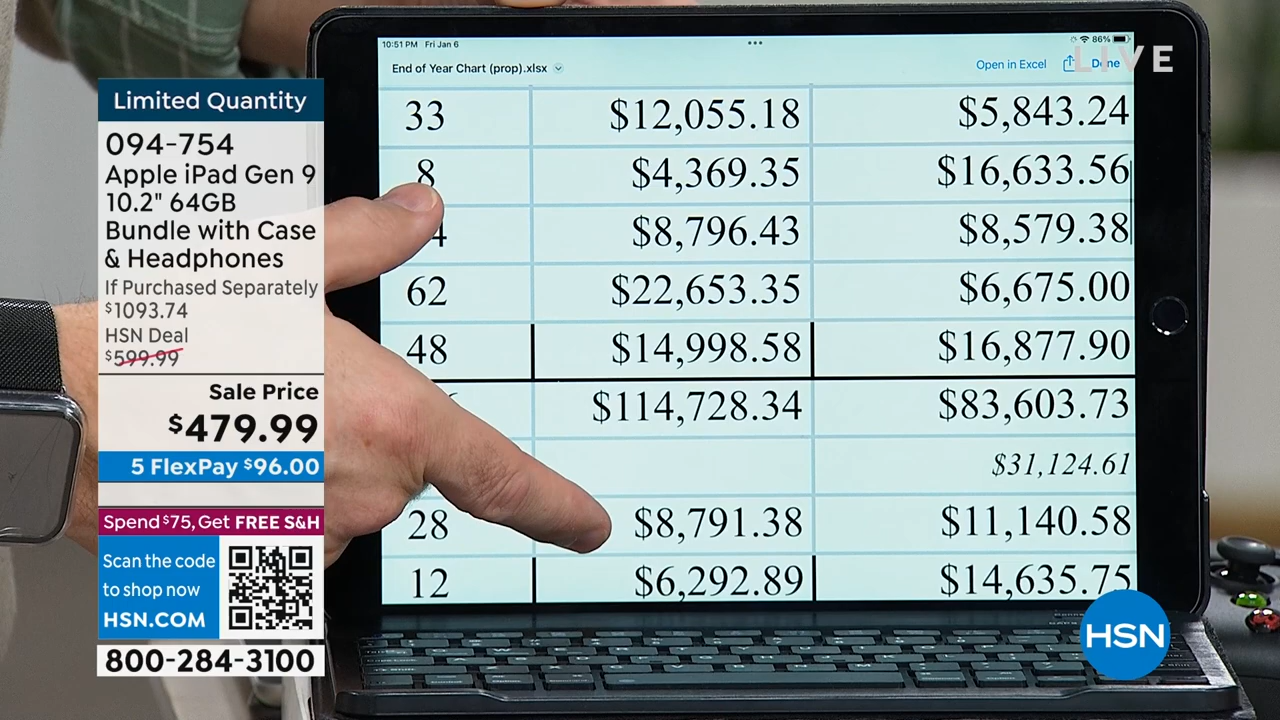 Limited Quantity
094-754
Apple iPad Gen 9
10.2" 64GB
Bundle with Case
& Headphones
If Purchased Separately
$1093.74
HSN Deal
$599.99
Sale Price
$479.99
5 FlexPay $96.00
Spend $75, Get FREE S&H
Scan the code
to shop now
HSN.COM
800-284-3100
10:51 PM Fri Jan 6
86%
LIVE
End of Year Chart (prop).xlsx
Open in Excel
Done
33 $12,055.18 $5,843.24
8 $4,369.35 $16,633.56
4 $8,796.43 $8,579.38
62 $22,653.35 $6,675.00
48 $14,998.58 $16,877.90
$114,728.34 $83,603.73
$31,124.61
28 $8,791.38 $11,140.58
12 $6,292.89 $14,635.75
HSN